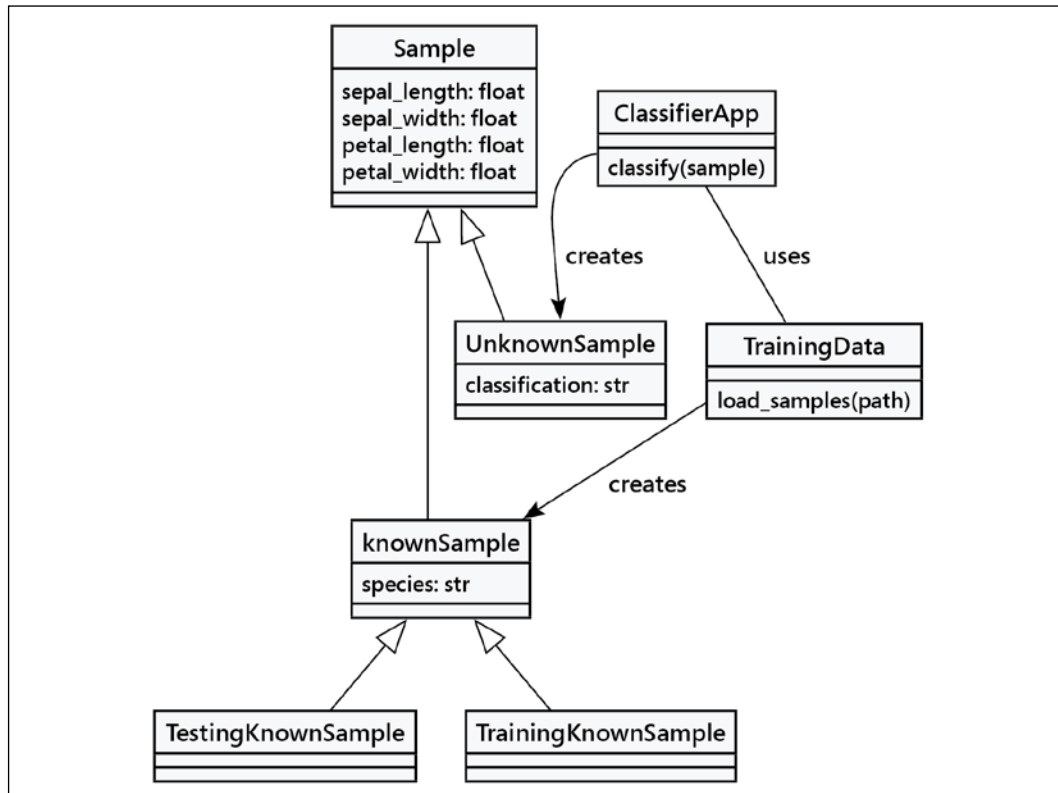 Sample
sepal_length: float
sepal_width: float
petal_length: float
petal_width: float
ClassifierApp
classify(sample)
creates
uses
UnknownSample
classification: str
TrainingData
load_samples(path)
creates
knownSample
species: str
TestingKnownSample
TrainingKnownSample